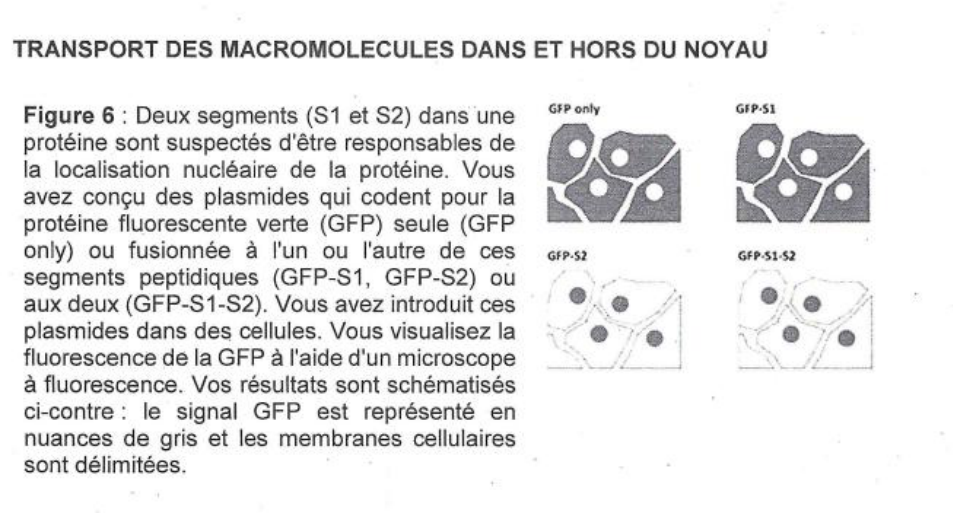 TRANSPORT DES MACROMOLECULES DANS ET HORS DU NOYAU
Figure 6 : Deux segments (S1 et S2) dans une
protéine sont suspectés d'être responsables de
la localisation nucléaire de la protéine. Vous
avez conçu des plasmides qui codent pour la
protéine fluorescente verte (GFP) seule (GFP
only) ou fusionnée à l'un ou l'autre de ces
segments peptidiques (GFP-S1, GFP-S2) ou
aux deux (GFP-S1-S2). Vous avez introduit ces
plasmides dans des cellules. Vous visualisez la
fluorescence de la GFP à l'aide d'un microscope
à fluorescence. Vos résultats sont schématisés
ci-contre : le signal GFP est représenté en
nuances de gris et les membranes cellulaires
sont délimitées.
GFP only
GFP-S1
GFP-S2
GFP-S1-S2